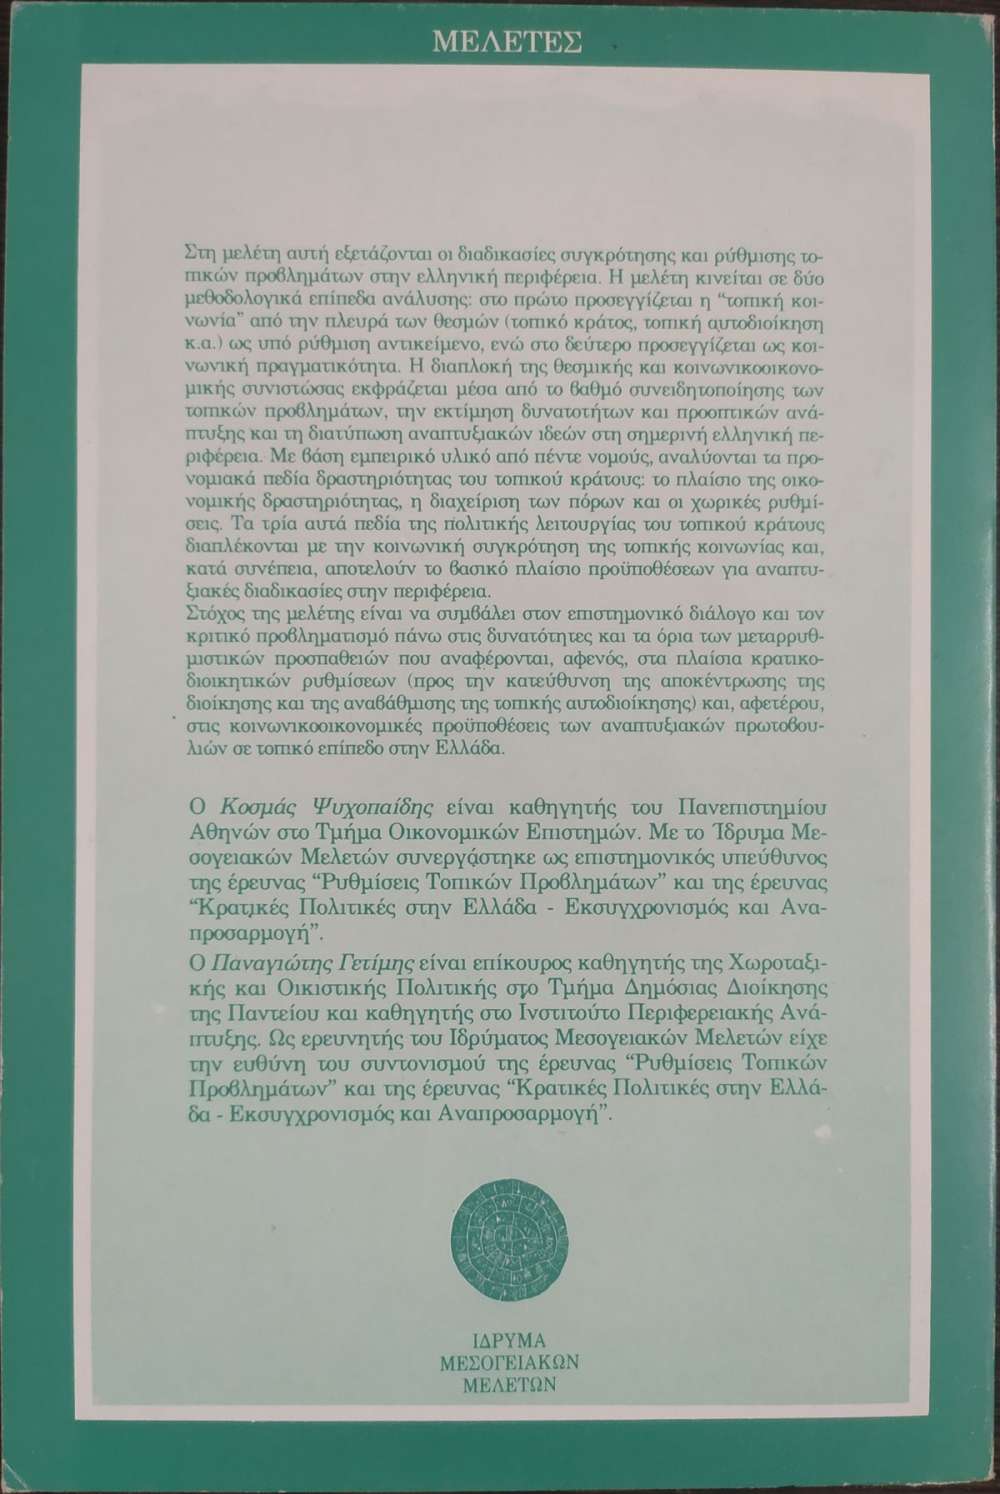 ΜΕΛΕΤΕΣ
Στη μελέτη αυτή εξετάζονται οι διαδικασίες συγκρότησης και ρύθμισης το-
πικών προβλημάτων στην ελληνική περιφέρεια. Η μελέτη κινείται σε δύο
μεθοδολογικά επίπεδα ανάλυσης: στο πρώτο προσεγγίζεται η “τοπική κοι-
νωνία” από την πλευρά των θεσμών (τοπικό κράτος, τοπική αυτοδιοίκηση
κ.α.) ως υπό ρύθμιση αντικείμενο, ενώ στο δεύτερο προσεγγίζεται ως κοι-
νωνική πραγματικότητα. Η διαπλοκή της θεσμικής και κοινωνικοοικονο-
μικής συνιστώσας εκφράζεται μέσα από το βαθμό συνειδητοποίησης των
τοπικών προβλημάτων, την εκτίμηση δυνατοτήτων και προοπτικών ανά-
πτυξης και τη διατύπωση αναπτυξιακών ιδεών στη σημερινή ελληνική πε-
ριφέρεια. Με βάση εμπειρικό υλικό από πέντε νομούς, αναλύονται τα προ-
νομιακά πεδία δραστηριότητας του τοπικού κράτους: το πλαίσιο της οικο-
νομικής δραστηριότητας, η διαχείριση των πόρων και οι χωρικές ρυθμί-
σεις. Τα τρία αυτά πεδία της πολιτικής λειτουργίας του τοπικού κράτους
διαπλέκονται με την κοινωνική συγκρότηση της τοπικής κοινωνίας και,
κατά συνέπεια, αποτελούν το βασικό πλαίσιο προϋποθέσεων για αναπτυ-
ξιακές διαδικασίες στην περιφέρεια.
Στόχος της μελέτης είναι να συμβάλει στον επιστημονικό διάλογο και τον
κριτικό προβληματισμό πάνω στις δυνατότητες και τα όρια των μεταρρυθ-
μιστικών προσπαθειών που αναφέρονται, αφενός, στα πλαίσια κρατικο-
διοικητικών ρυθμίσεων (προς την κατεύθυνση της αποκέντρωσης της
διοίκησης και της αναβάθμισης της τοπικής αυτοδιοίκησης) και, αφετέρου,
στις κοινωνικοοικονομικές προϋποθέσεις των αναπτυξιακών πρωτοβου-
λιών σε τοπικό επίπεδο στην Ελλάδα.
Ο Κοσμάς Ψυχοπαίδης είναι καθηγητής του Πανεπιστημίου
Αθηνών στο Τμήμα Οικονομικών Επιστημών. Με το Ίδρυμα Με-
σογειακών Μελετών συνεργάστηκε ως επιστημονικός υπεύθυνος
της έρευνας “Ρυθμίσεις Τοπικών Προβλημάτων” και της έρευνας
“Κρατικές Πολιτικές στην Ελλάδα - Εκσυγχρονισμός και Ανα-
προσαρμογή”.
Ο Παναγιώτης Γετίμης είναι επίκουρος καθηγητής της Χωροταξι-
κής και Οικιστικής Πολιτικής στο Τμήμα Δημόσιας Διοίκησης
της Παντείου και καθηγητής στο Ινστιτούτο Περιφερειακής Ανά-
πτυξης. Ως ερευνητής του Ιδρύματος Μεσογειακών Μελετών είχε
την ευθύνη του συντονισμού της έρευνας “Ρυθμίσεις Τοπικών
Προβλημάτων” και της έρευνας “Κρατικές Πολιτικές στην Ελλά-
δα - Εκσυγχρονισμός και Αναπροσαρμογή”.
ΙΔΡΥΜΑ
ΜΕΣΟΓΕΙΑΚΩΝ
ΜΕΛΕΤΩΝ